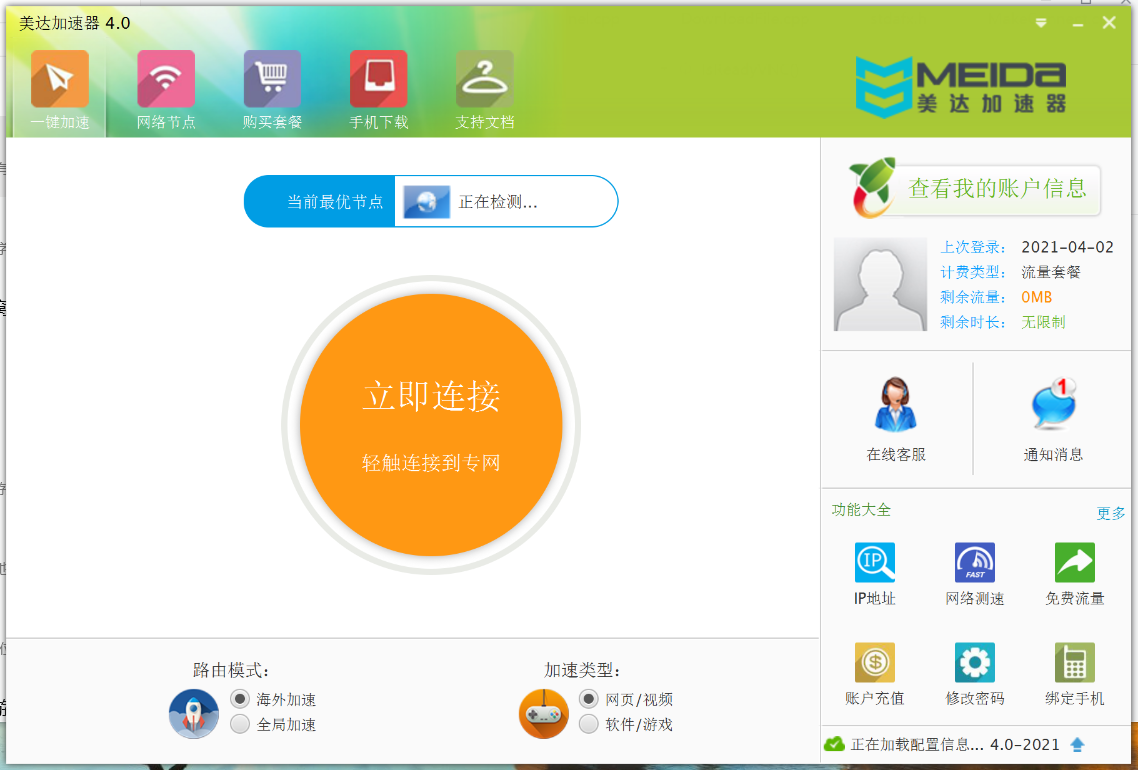 美达加速器 4.0
一键加速
网络节点
购买套餐
手机下载
支持文档
MEIDA
美达加速器
当前最优节点
正在检测...
查看我的账户信息
上次登录： 2021-04-02
计费类型： 流量套餐
剩余流量： 0MB
剩余时长： 无限制
立即连接
轻触连接到专网
在线客服
1
通知消息
功能大全
更多
IP
IP地址
FAST
网络测速
免费流量
$
账户充值
修改密码
绑定手机
路由模式：
海外加速
全局加速
加速类型：
网页/视频
软件/游戏
正在加载配置信息... 4.0-2021